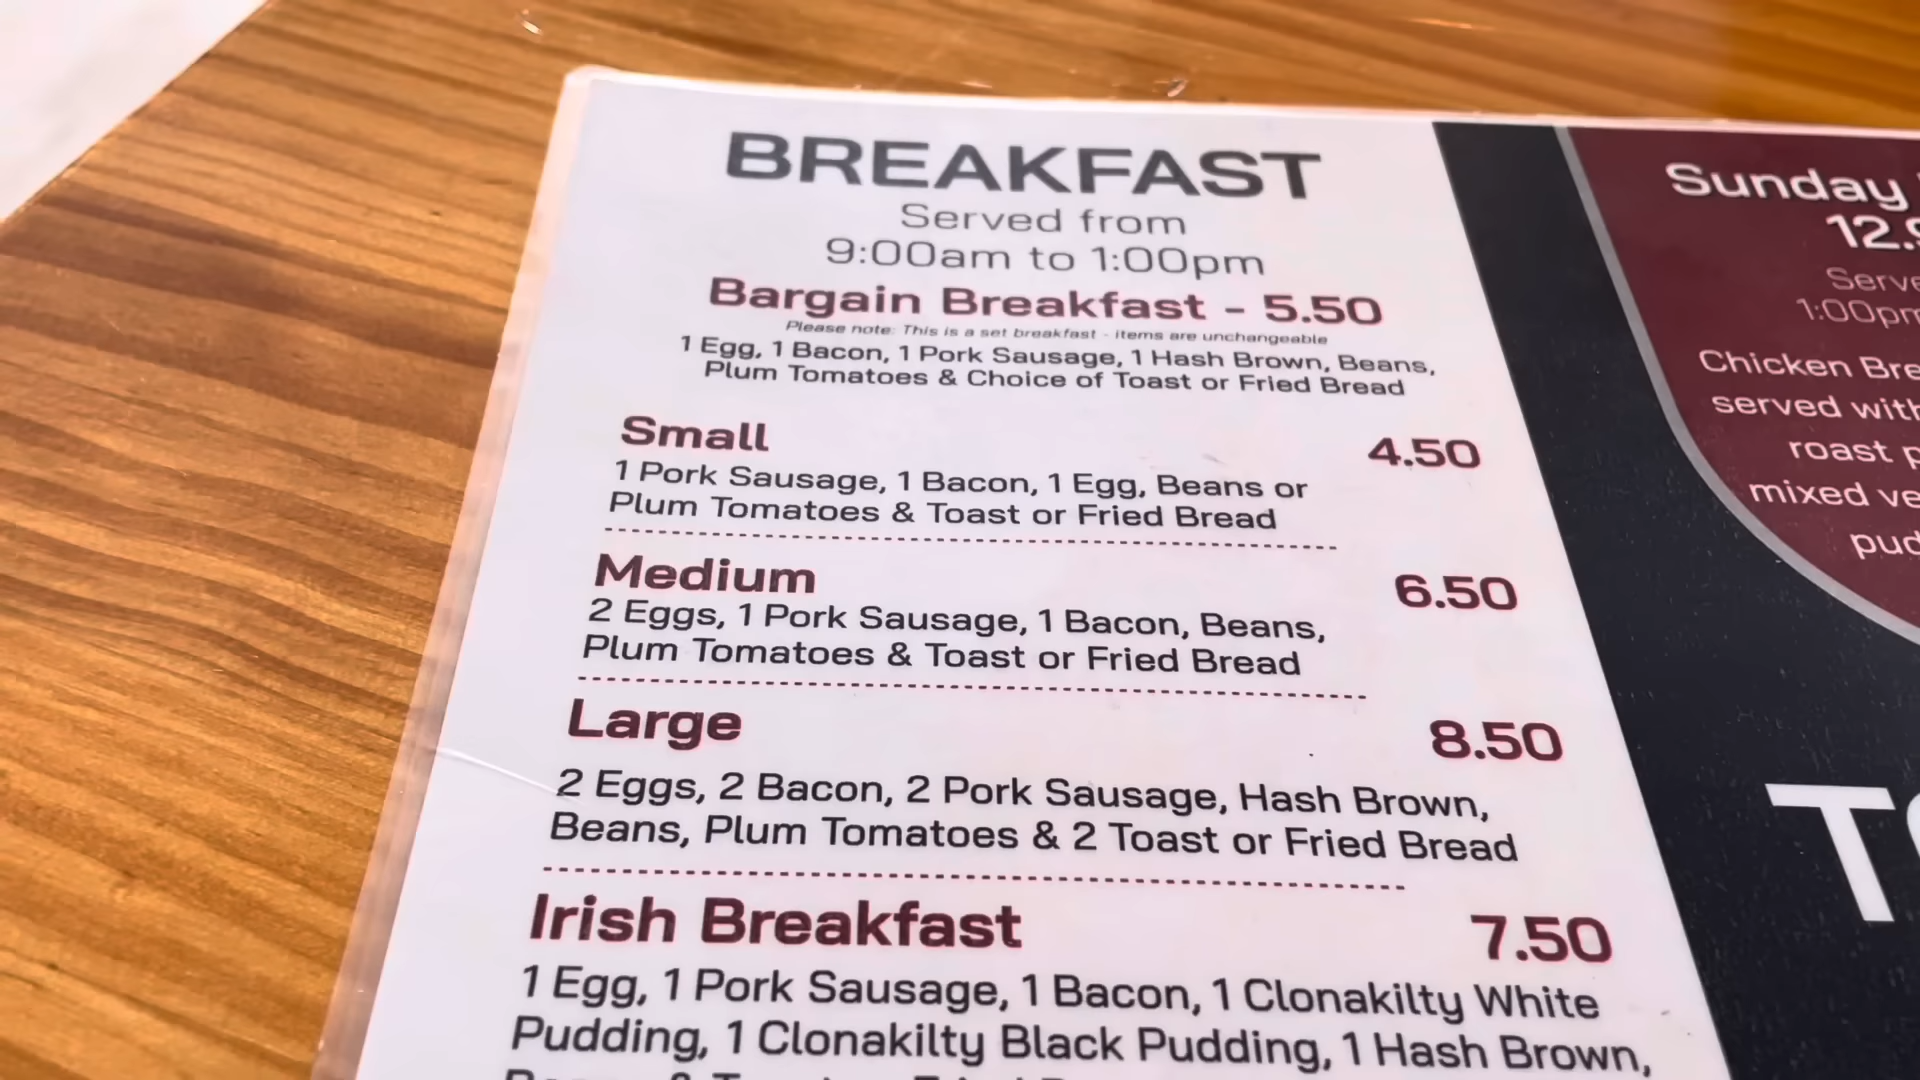 BREAKFAST
Served from
9:00am to 1:00pm
Bargain Breakfast - 5.50
Please note: This is a set breakfast - items are unchangeable
1 Egg, 1 Bacon, 1 Pork Sausage, 1 Hash Brown, Beans,
Plum Tomatoes & Choice of Toast or Fried Bread
Small 4.50
1 Pork Sausage, 1 Bacon, 1 Egg, Beans or
Plum Tomatoes & Toast or Fried Bread
Medium 6.50
2 Eggs, 1 Pork Sausage, 1 Bacon, Beans,
Plum Tomatoes & Toast or Fried Bread
Large 8.50
2 Eggs, 2 Bacon, 2 Pork Sausage, Hash Brown,
Beans, Plum Tomatoes & 2 Toast or Fried Bread
Irish Breakfast 7.50
1 Egg, 1 Pork Sausage, 1 Bacon, 1 Clonakilty White
Pudding, 1 Clonakilty Black Pudding, 1 Hash Brown,
Sunday
12.9
Serve
1:00pm
Chicken Bre
served with
roast p
mixed ve
pud